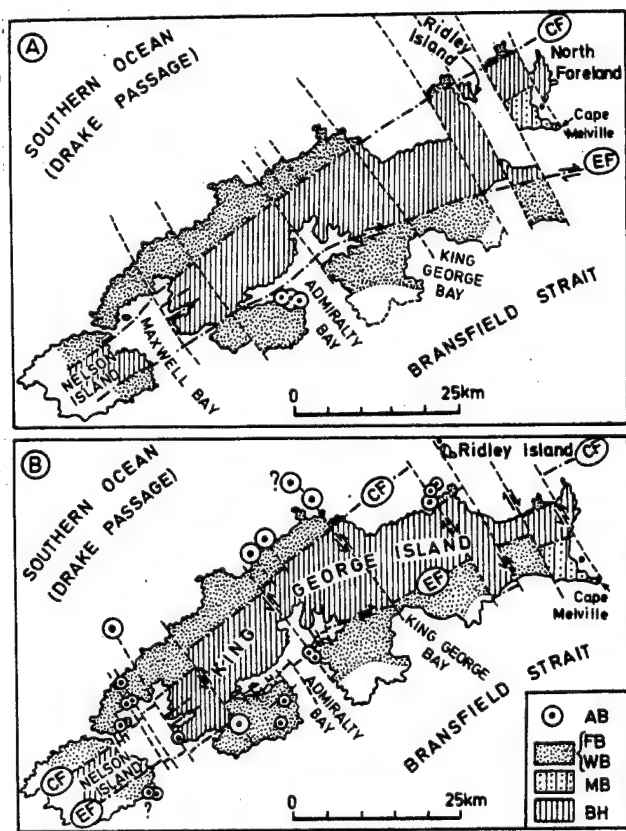 A
SOUTHERN OCEAN
(DRAKE PASSAGE)
Ridley
Island
CF
North
Foreland
Cape
Melville
EF
KING
GEORGE
BAY
ADMIRALTY
BAY
MAXWELL BAY
NELSON
ISLAND
BRANSFIELD STRAIT
0 25km
B
SOUTHERN OCEAN
(DRAKE PASSAGE)
?
CF
Ridley Island
CF
KING GEORGE ISLAND
EF
Cape
Melville
KING GEORGE
BAY
ADMIRALTY
BAY
CF
NELSON
ISLAND
EF
?
BRANSFIELD STRAIT
0 25km
AB
FB
WB
MB
BH